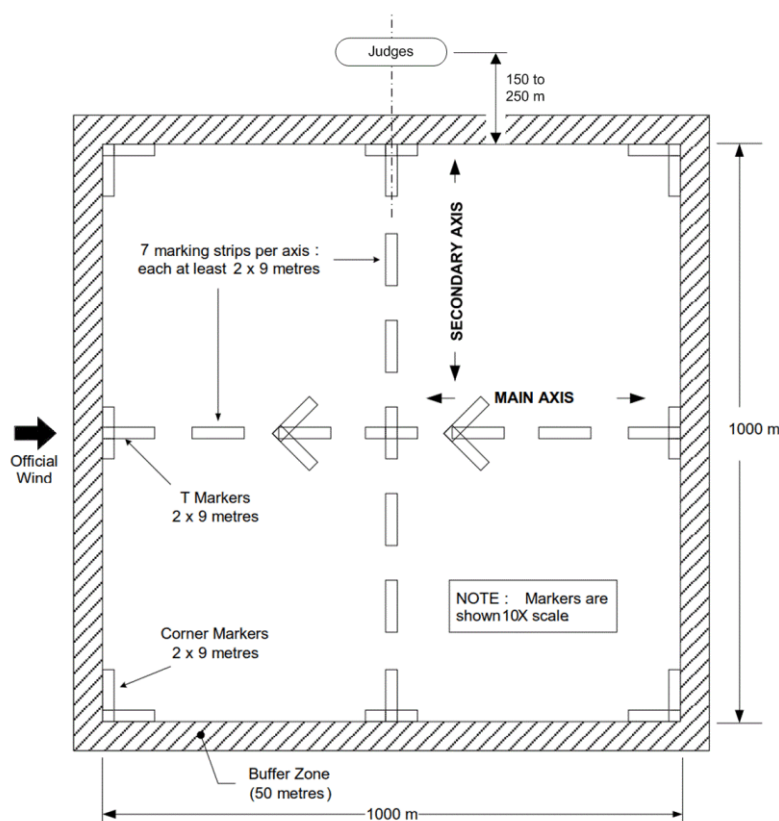 Judges
150 to
250 m
SECONDARY AXIS
7 marking strips per axis :
each at least 2 x 9 metres
MAIN AXIS
1000 m
Official
Wind
T Markers
2 x 9 metres
NOTE : Markers are
shown 10X scale
Corner Markers
2 x 9 metres
Buffer Zone
(50 metres)
1000 m